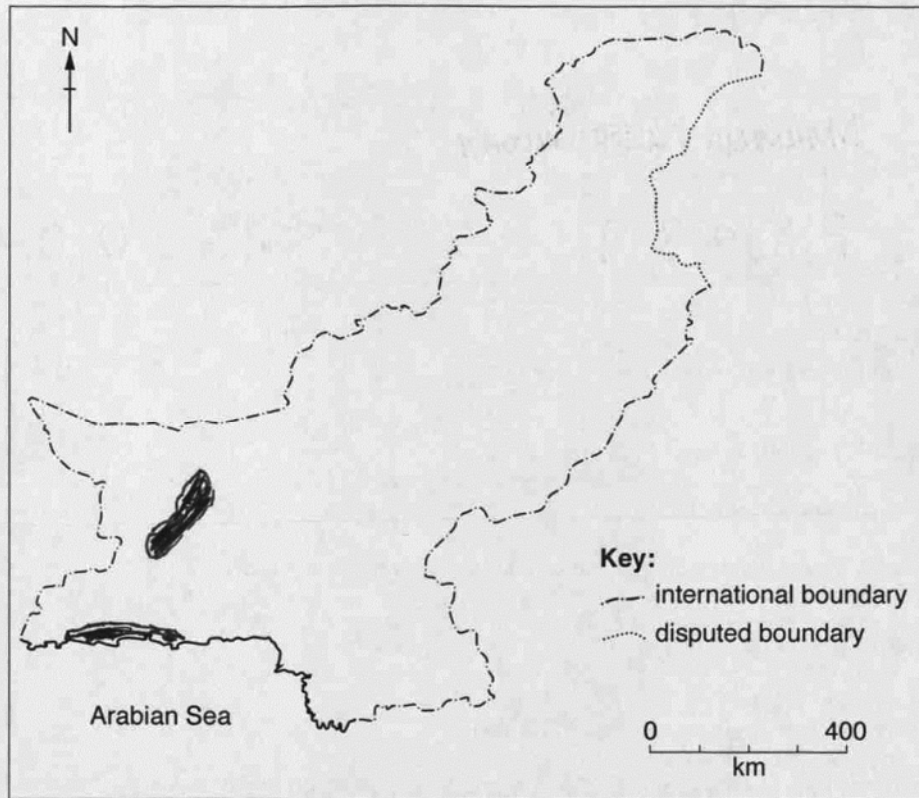 N
Key:
international boundary
disputed boundary
Arabian Sea
0 400
km